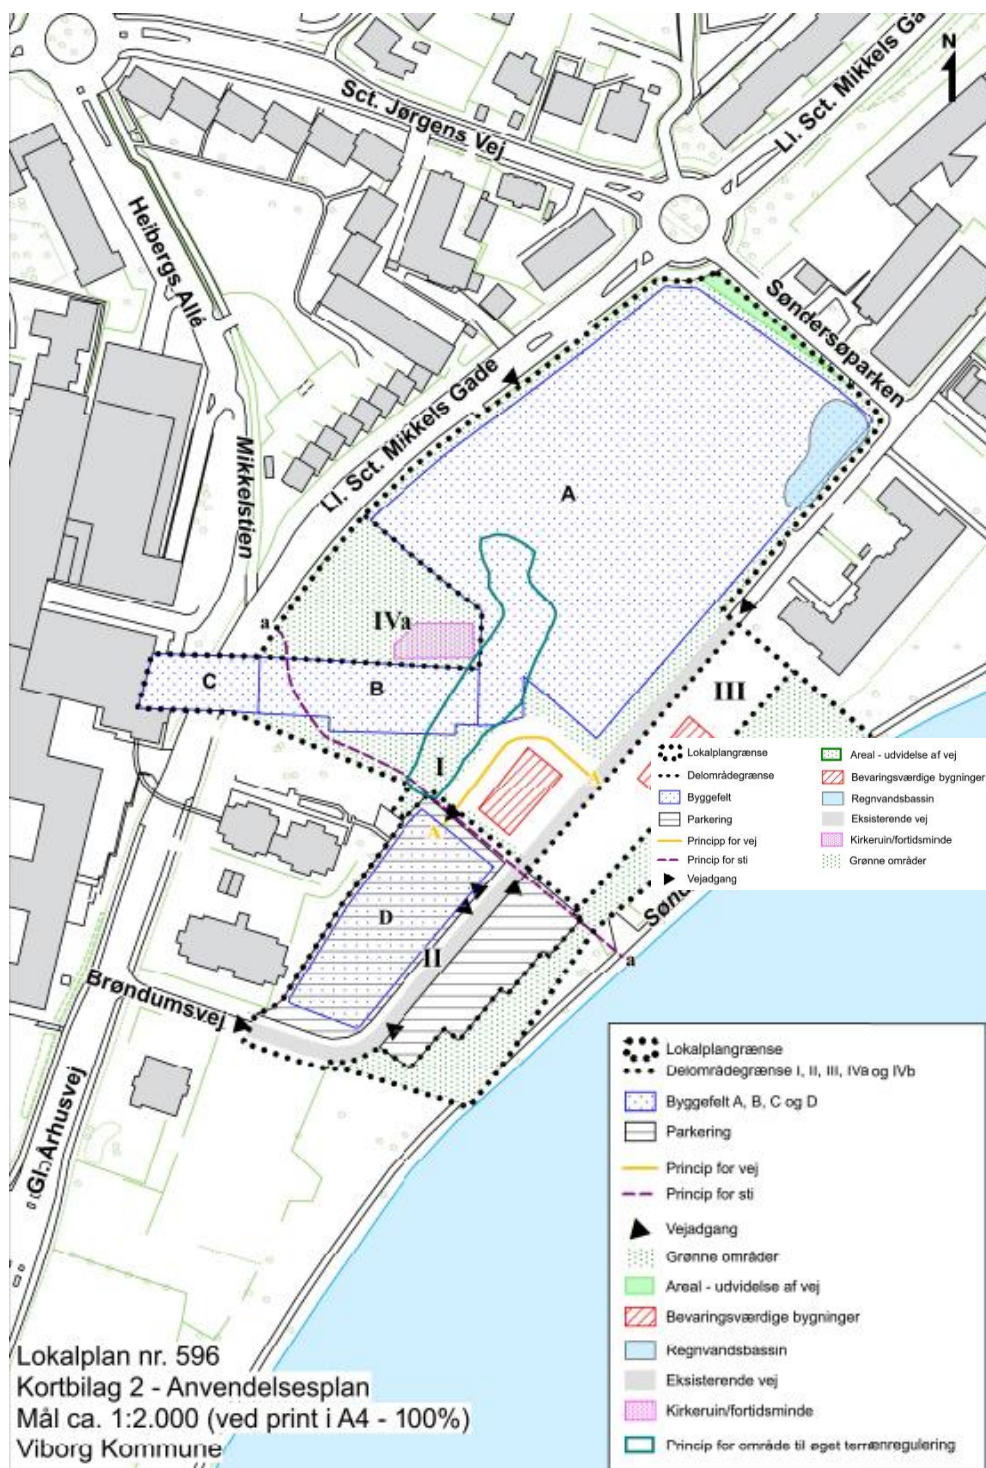 N
Sct. Jørgens Vej
Ll. Sct. Mikkels Ga
Heibergs Allé
Søndersøparken
Ll. Sct. Mikkels Gade
Mikkelstien
A
IVa
a
C
B
III
I
A
A
D
II
a
Brøndumsvej
Gl. Århusvej
Lokalplangrænse
Delområdegrænse
Byggefelt
Parkering
Principp for vej
Princip for sti
Vejadgang
Areal - udvidelse af vej
Bevaringsværdige bygninger
Regnvandsbassin
Eksisterende vej
Kirkeruin/fortidsminde
Grønne områder
Lokalplangrænse
Delområdegrænse I, II, III, IVa og IVb
Byggefelt A, B, C og D
Parkering
Princip for vej
Princip for sti
Vejadgang
Grønne områder
Areal - udvidelse af vej
Bevaringsværdige bygninger
Regnvandsbassin
Eksisterende vej
Kirkeruin/fortidsminde
Princip for område til øget terrænregulering
Lokalplan nr. 596
Kortbilag 2 - Anvendelsesplan
Mål ca. 1:2.000 (ved print i A4 - 100%)
Viborg Kommune